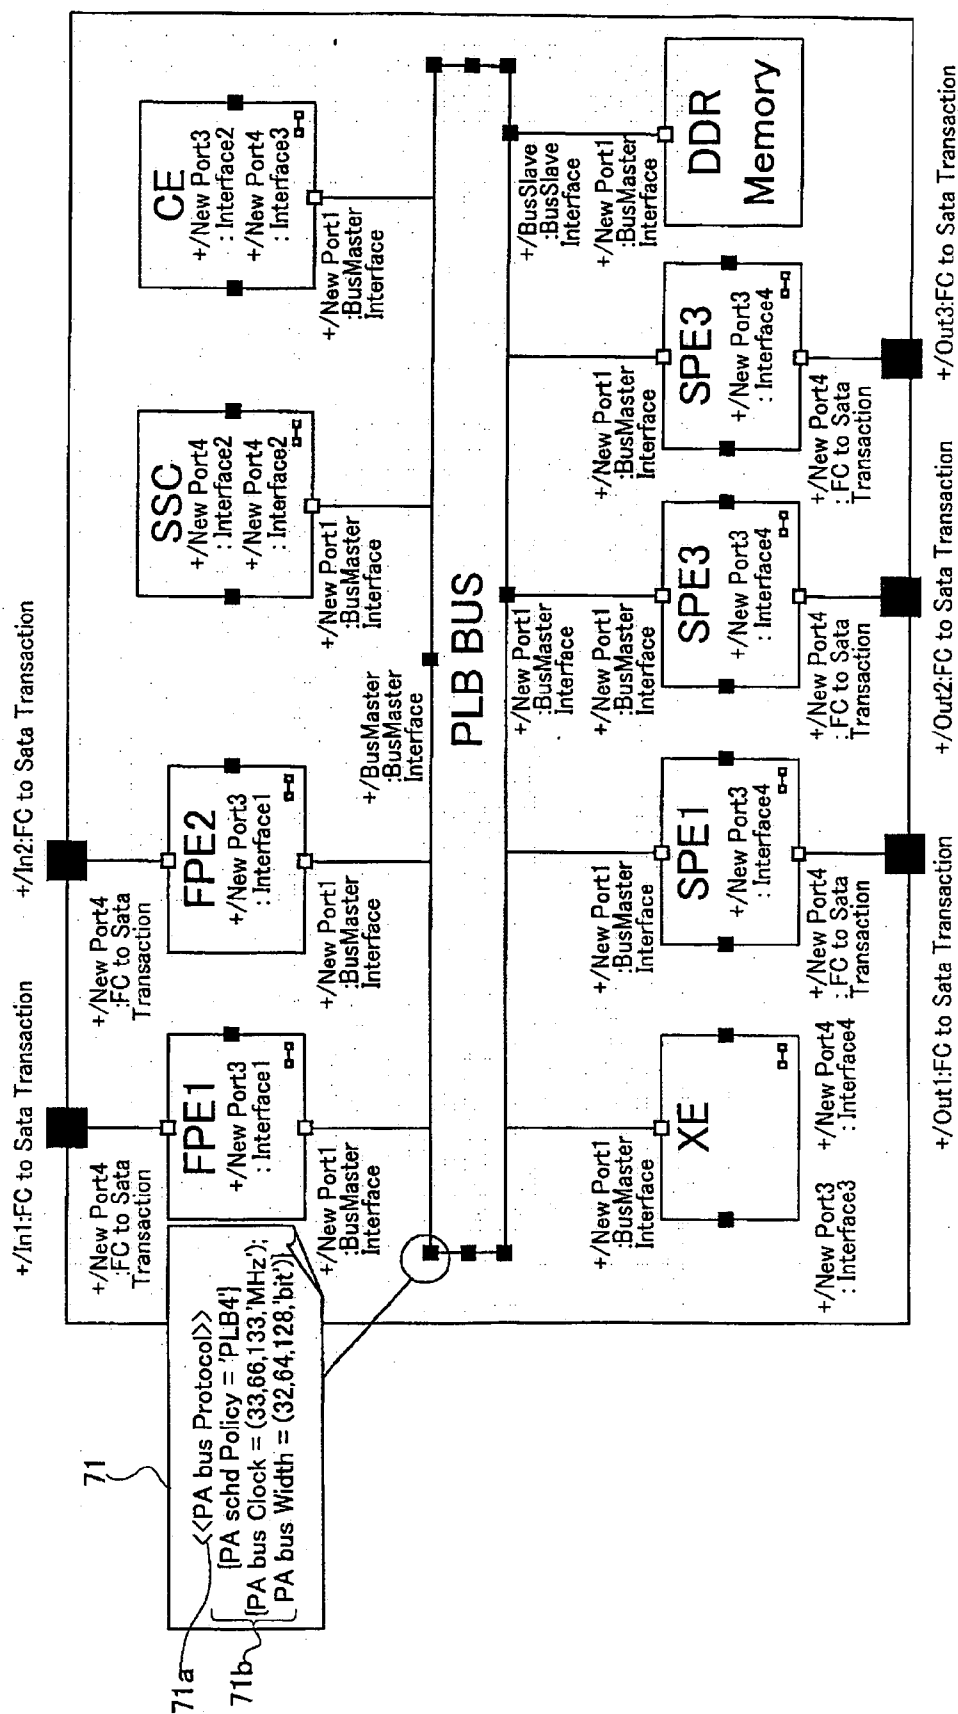 +/In1:FC to Sata Transaction
+/In2:FC to Sata Transaction
71
71a
71b
<<PA bus Protocol>>
{PA schd Policy = 'PLB4'}
{PA bus Clock = (33,66,133,'MHz');
PA bus Width = (32,64,128,'bit')}
+/New Port4
:FC to Sata
Transaction
FPE1
+/New Port3
: Interface1
+/New Port1
:BusMaster
Interface
+/New Port4
:FC to Sata
Transaction
FPE2
+/New Port3
: Interface1
+/New Port1
:BusMaster
Interface
+/BusMaster
:BusMaster
Interface
SSC
+/New Port4
: Interface2
+/New Port4
: Interface2
+/New Port1
:BusMaster
Interface
CE
+/New Port3
: Interface2
+/New Port4
: Interface3
+/New Port1
:BusMaster
Interface
PLB BUS
+/New Port1
:BusMaster
Interface
XE
+/New Port3
: Interface3
+/New Port4
: Interface4
+/New Port1
:BusMaster
Interface
SPE1
+/New Port3
: Interface4
+/New Port4
: FC to Sata
Transaction
+/New Port1
:BusMaster
Interface
+/New Port1
:BusMaster
Interface
SPE3
+/New Port3
: Interface4
+/New Port4
: FC to Sata
Transaction
+/New Port1
:BusMaster
Interface
SPE3
+/New Port3
: Interface4
+/New Port4
: FC to Sata
Transaction
+/BusSlave
:BusSlave
Interface
+/New Port1
:BusMaster
Interface
DDR
Memory
+/Out1:FC to Sata Transaction
+/Out2:FC to Sata Transaction
+/Out3:FC to Sata Transaction